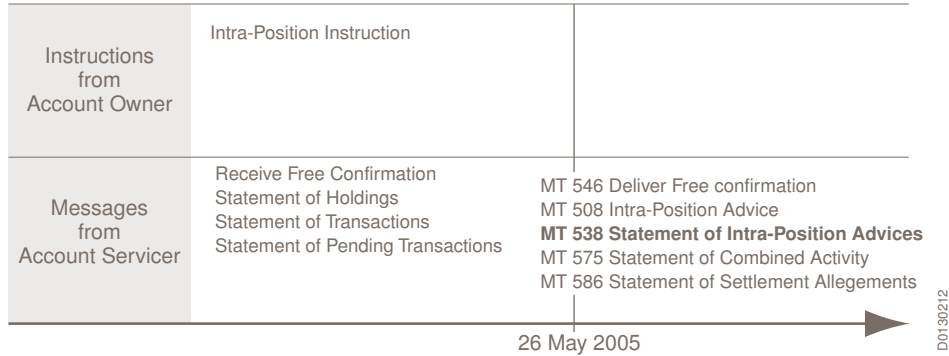 Instructions
from
Account Owner
Intra-Position Instruction
Messages
from
Account Servicer
Receive Free Confirmation
Statement of Holdings
Statement of Transactions
Statement of Pending Transactions
MT 546 Deliver Free confirmation
MT 508 Intra-Position Advice
MT 538 Statement of Intra-Position Advices
MT 575 Statement of Combined Activity
MT 586 Statement of Settlement Allegements
26 May 2005
D0130212